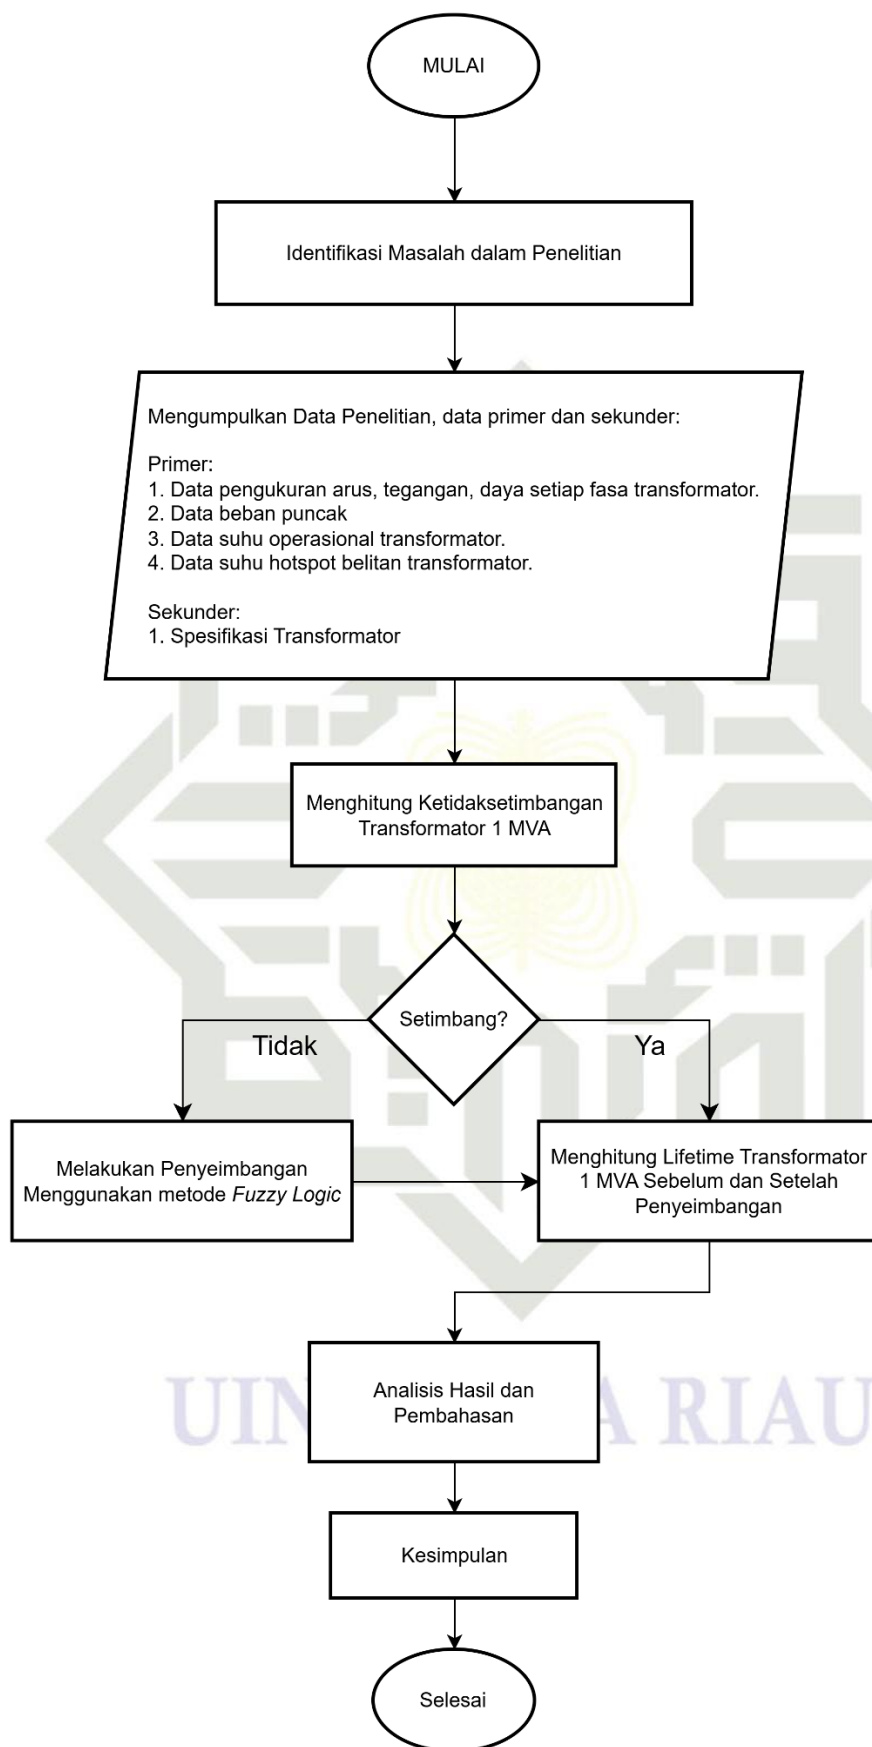 MULAI
Identifikasi Masalah dalam Penelitian
Mengumpulkan Data Penelitian, data primer dan sekunder:
Primer:
1. Data pengukuran arus, tegangan, daya setiap fasa transformator.
2. Data beban puncak
3. Data suhu operasional transformator.
4. Data suhu hotspot belitan transformator.
Sekunder:
1. Spesifikasi Transformator
Menghitung Ketidaksetimbangan
Transformator 1 MVA
Setimbang?
Tidak
Ya
Melakukan Penyeimbangan
Menggunakan metode Fuzzy Logic
Menghitung Lifetime Transformator
1 MVA Sebelum dan Setelah
Penyeimbangan
Analisis Hasil dan
Pembahasan
UIN
RIAU
Kesimpulan
Selesai